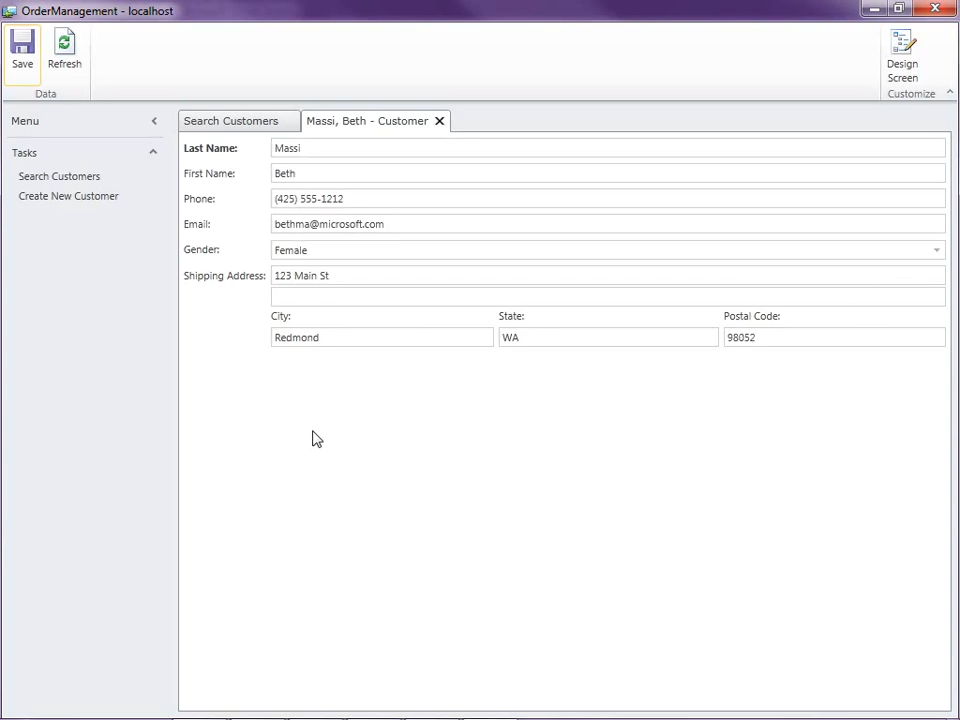 OrderManagement - localhost
Save
Refresh
Design
Screen
Data
Customize
Menu
Search Customers
Massi, Beth - Customer
Tasks
Search Customers
Create New Customer
Last Name: Massi
First Name: Beth
Phone: (425) 555-1212
Email: bethma@microsoft.com
Gender: Female
Shipping Address: 123 Main St
City: State: Postal Code:
Redmond WA 98052